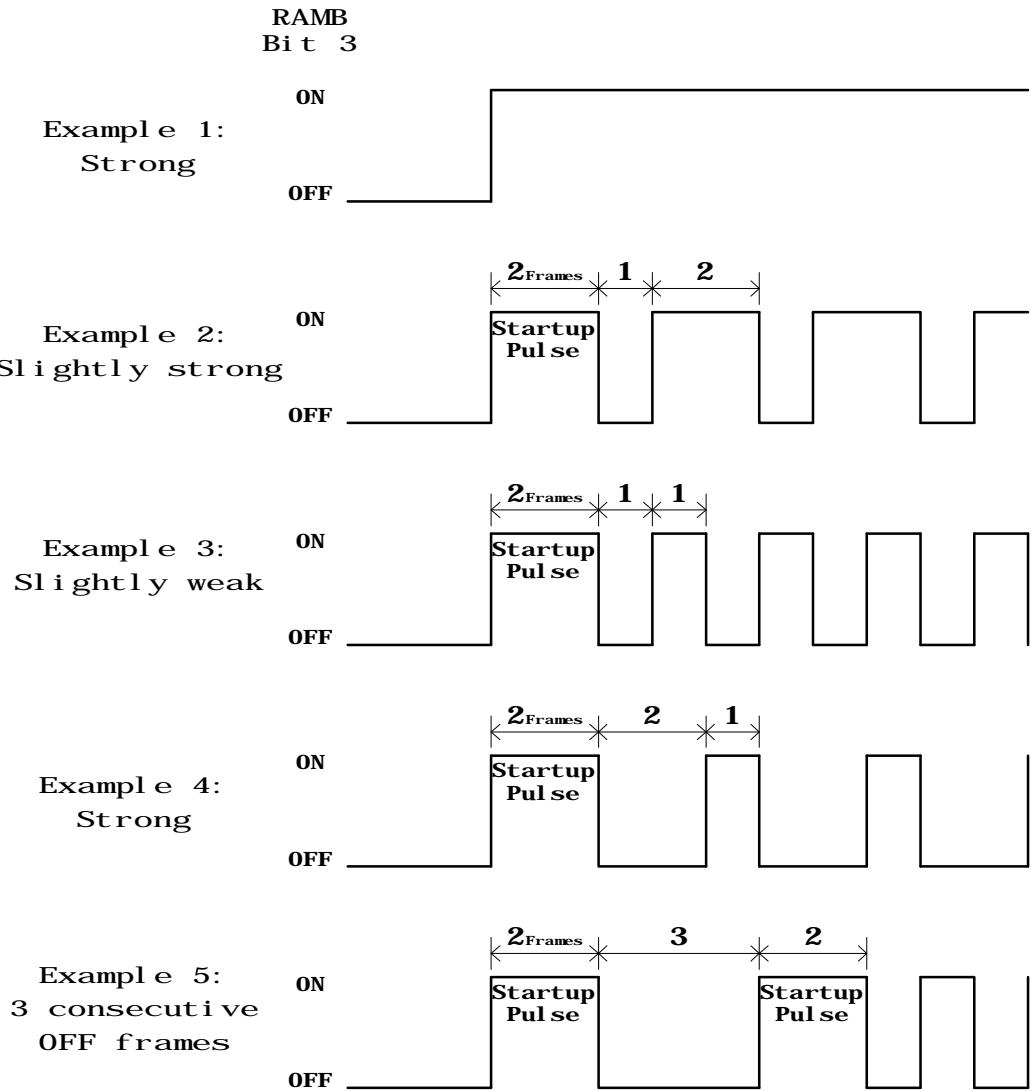 RAMB
Bit 3
ON
Example 1:
Strong
OFF
2Frames 1 2
ON
Startup
Pulse
Example 2:
Slightly strong
OFF
2Frames 1 1
ON
Startup
Pulse
Example 3:
Slightly weak
OFF
2Frames 2 1
ON
Startup
Pulse
Example 4:
Strong
OFF
2Frames 3 2
Example 5:
ON
Startup Startup
Pulse Pulse
3 consecutive
OFF frames
OFF